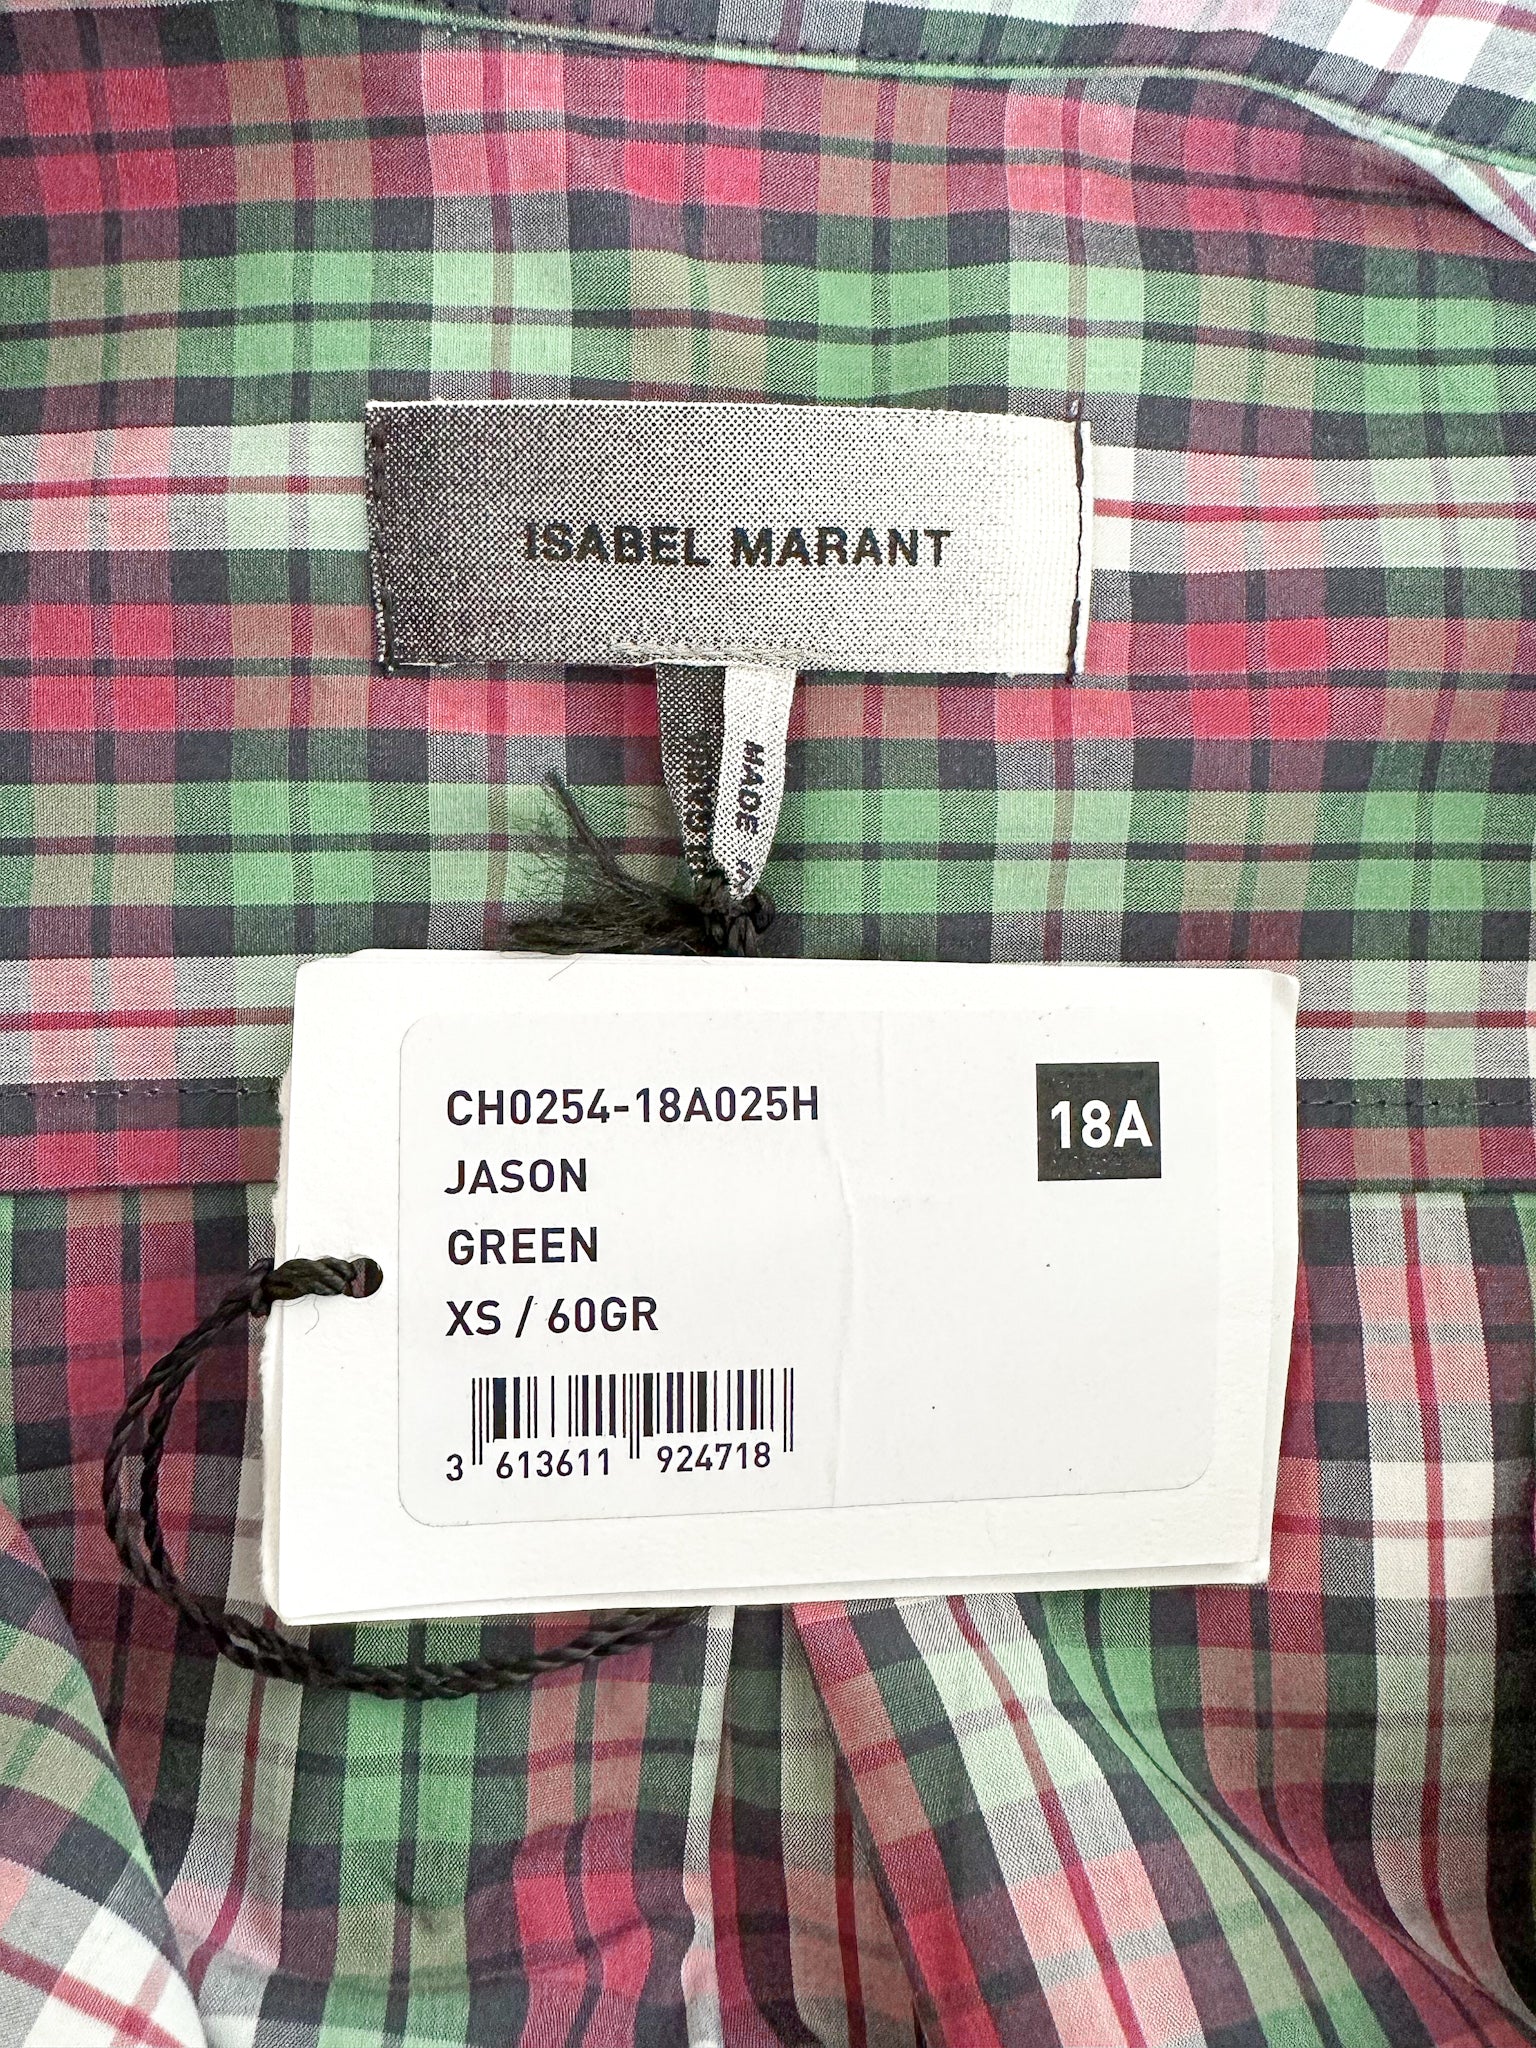 ISABEL MARANT
MADE
CH0254-18A025H
18A
JASON
GREEN
XS / 60GR
3 613611 924718